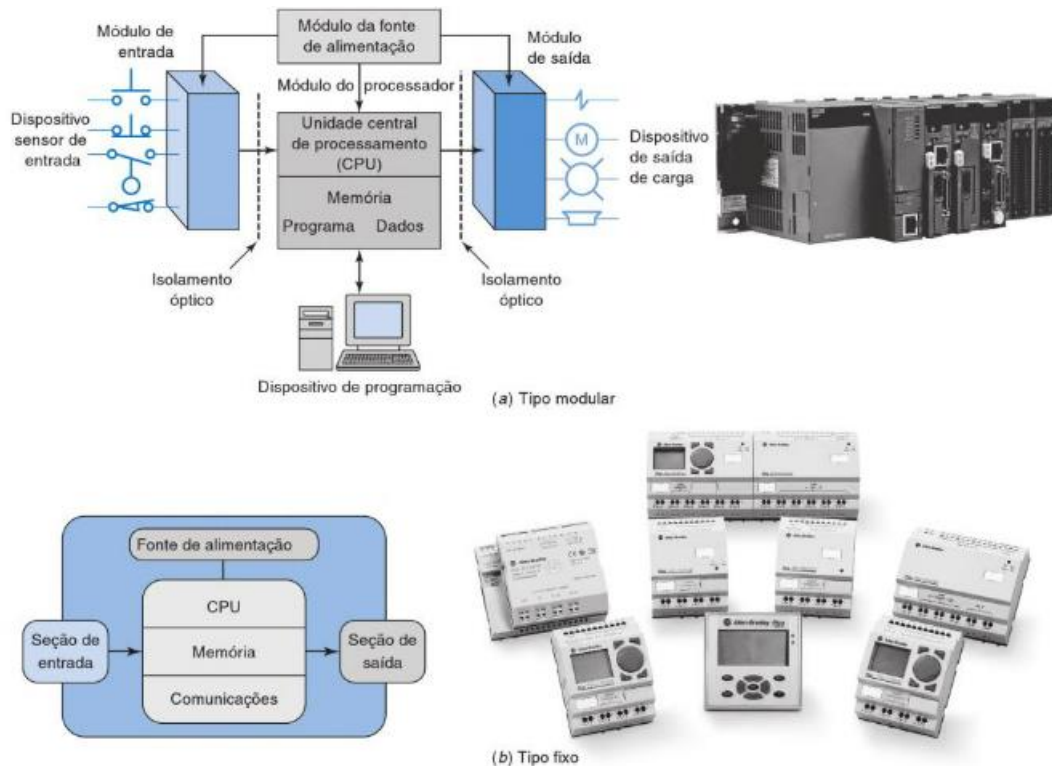 Módulo de
entrada
Módulo da fonte
de alimentação
Módulo
de saída
Módulo do processador
Dispositivo
sensor de
entrada
Unidade central
de processamento
(CPU)
Memória
Programa Dados
M
Dispositivo
de saída
de carga
Isolamento
óptico
Isolamento
óptico
Dispositivo de programação
(a) Tipo modular
Fonte de alimentação
CPU
Seção de
entrada
Memória
Seção de
saída
Comunicações
Allen-Bradley
(b) Tipo fixo